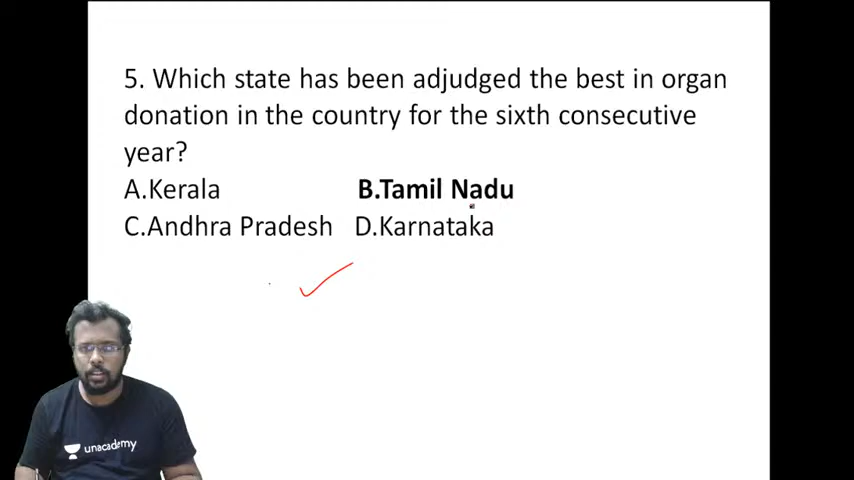 5. Which state has been adjudged the best in organ
donation in the country for the sixth consecutive
year?
A.Kerala B.Tamil Nadu
C.Andhra Pradesh D.Karnataka
unacademy